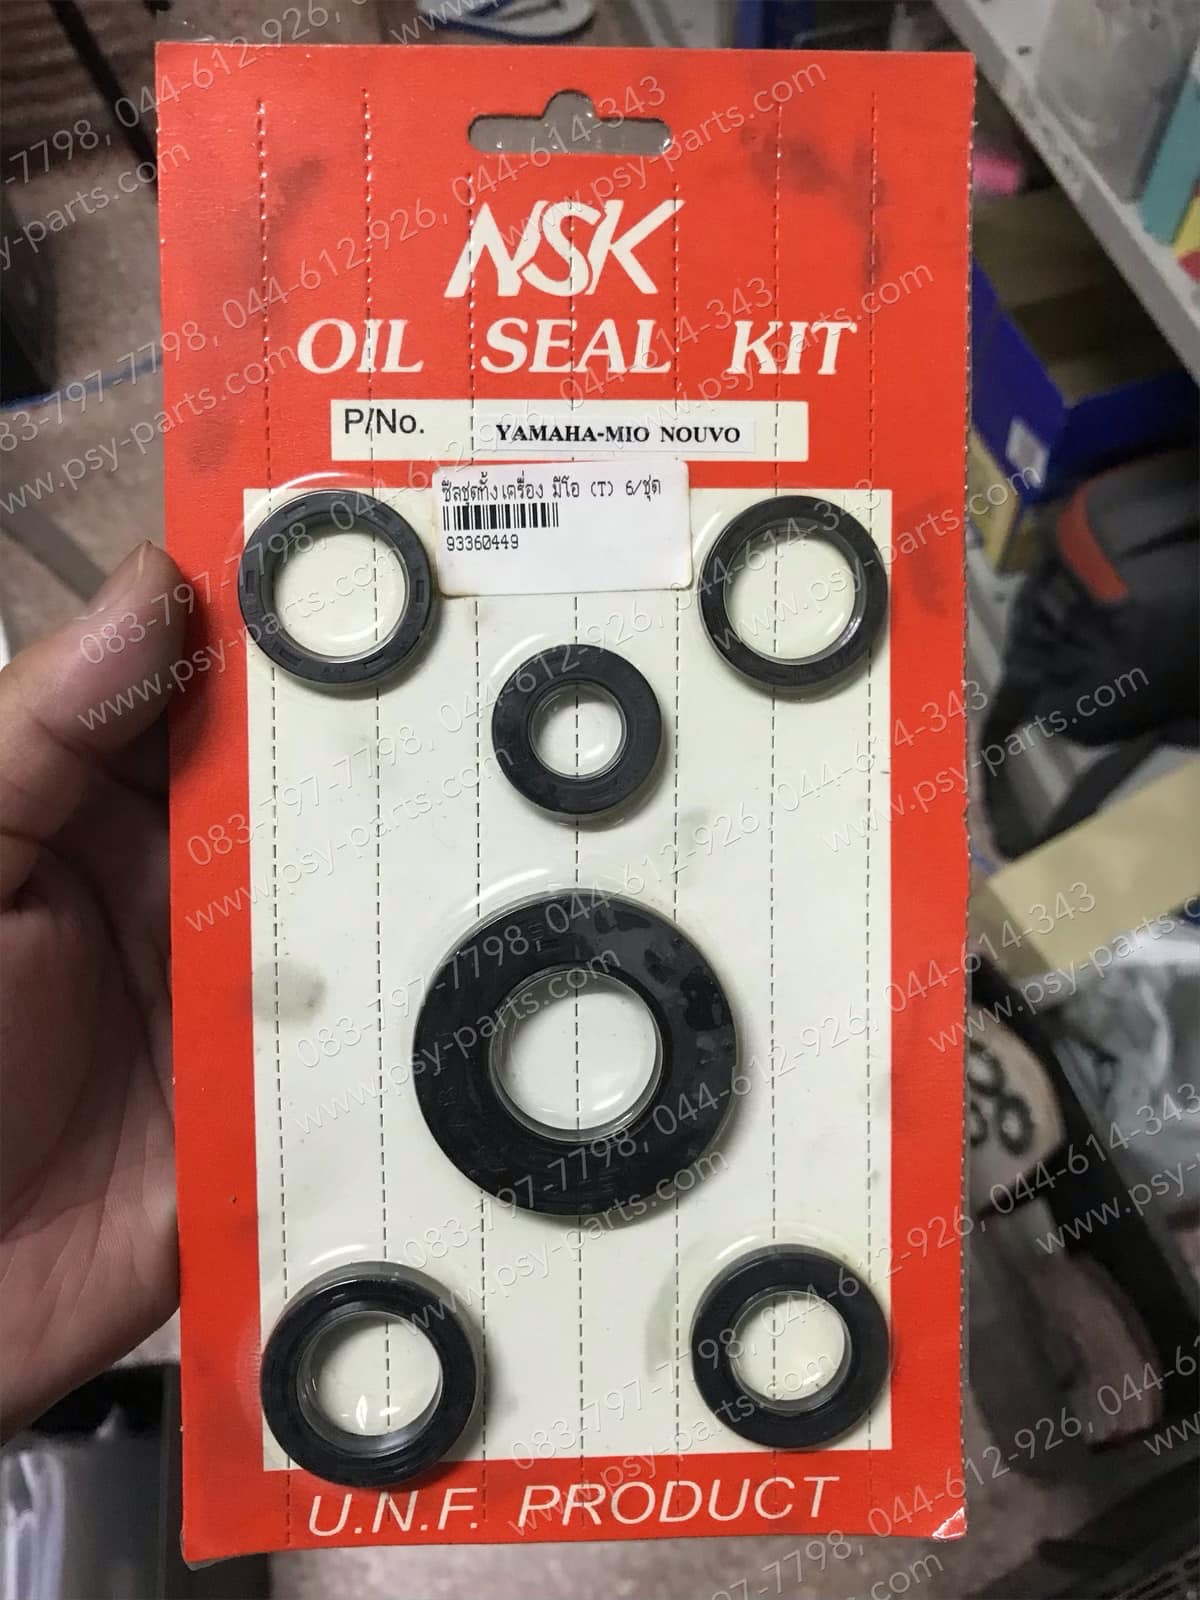 NSK
OIL SEAL KIT
P/No.
YAMAHA-MIO NOUVO
ซีลชุดทั้งเครื่อง มีโอ (T) 6/ชุด
93360449
U.N.F. PRODUCT
083-797-7798, 044-612-926, 044-614-343
www.psy-parts.com